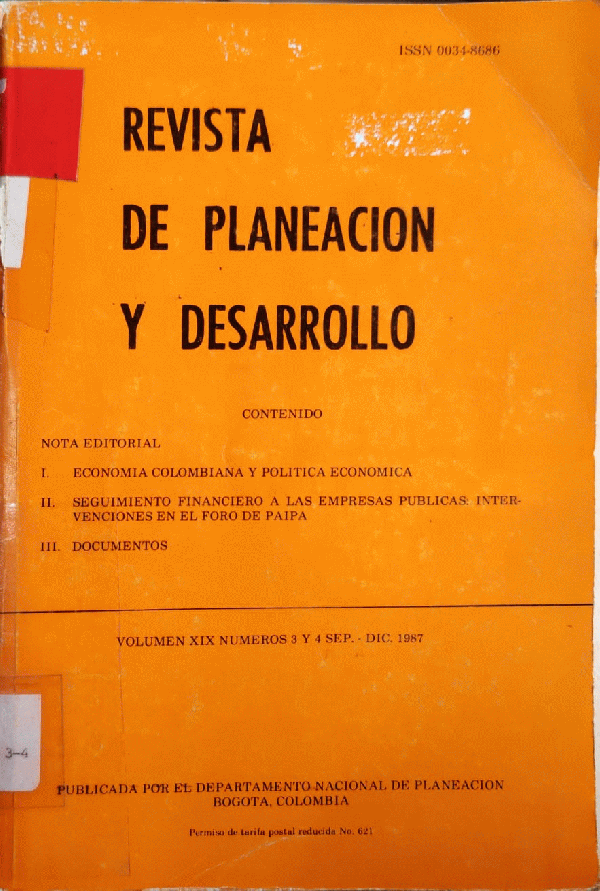 ISSN 0034-8686
REVISTA
DE PLANEACION
Y DESARROLLO
CONTENIDO
NOTA EDITORIAL
I. ECONOMIA COLOMBIANA Y POLITICA ECONOMICA
II. SEGUIMIENTO FINANCIERO A LAS EMPRESAS PUBLICAS: INTER-
VENCIONES EN EL FORO DE PAIPA
III. DOCUMENTOS
VOLUMEN XIX NUMEROS 3 Y 4 SEP. - DIC. 1987
3-4
PUBLICADA POR EL DEPARTAMENTO NACIONAL DE PLANEACION
BOGOTA, COLOMBIA
Permiso de tarifa postal reducida No. 621